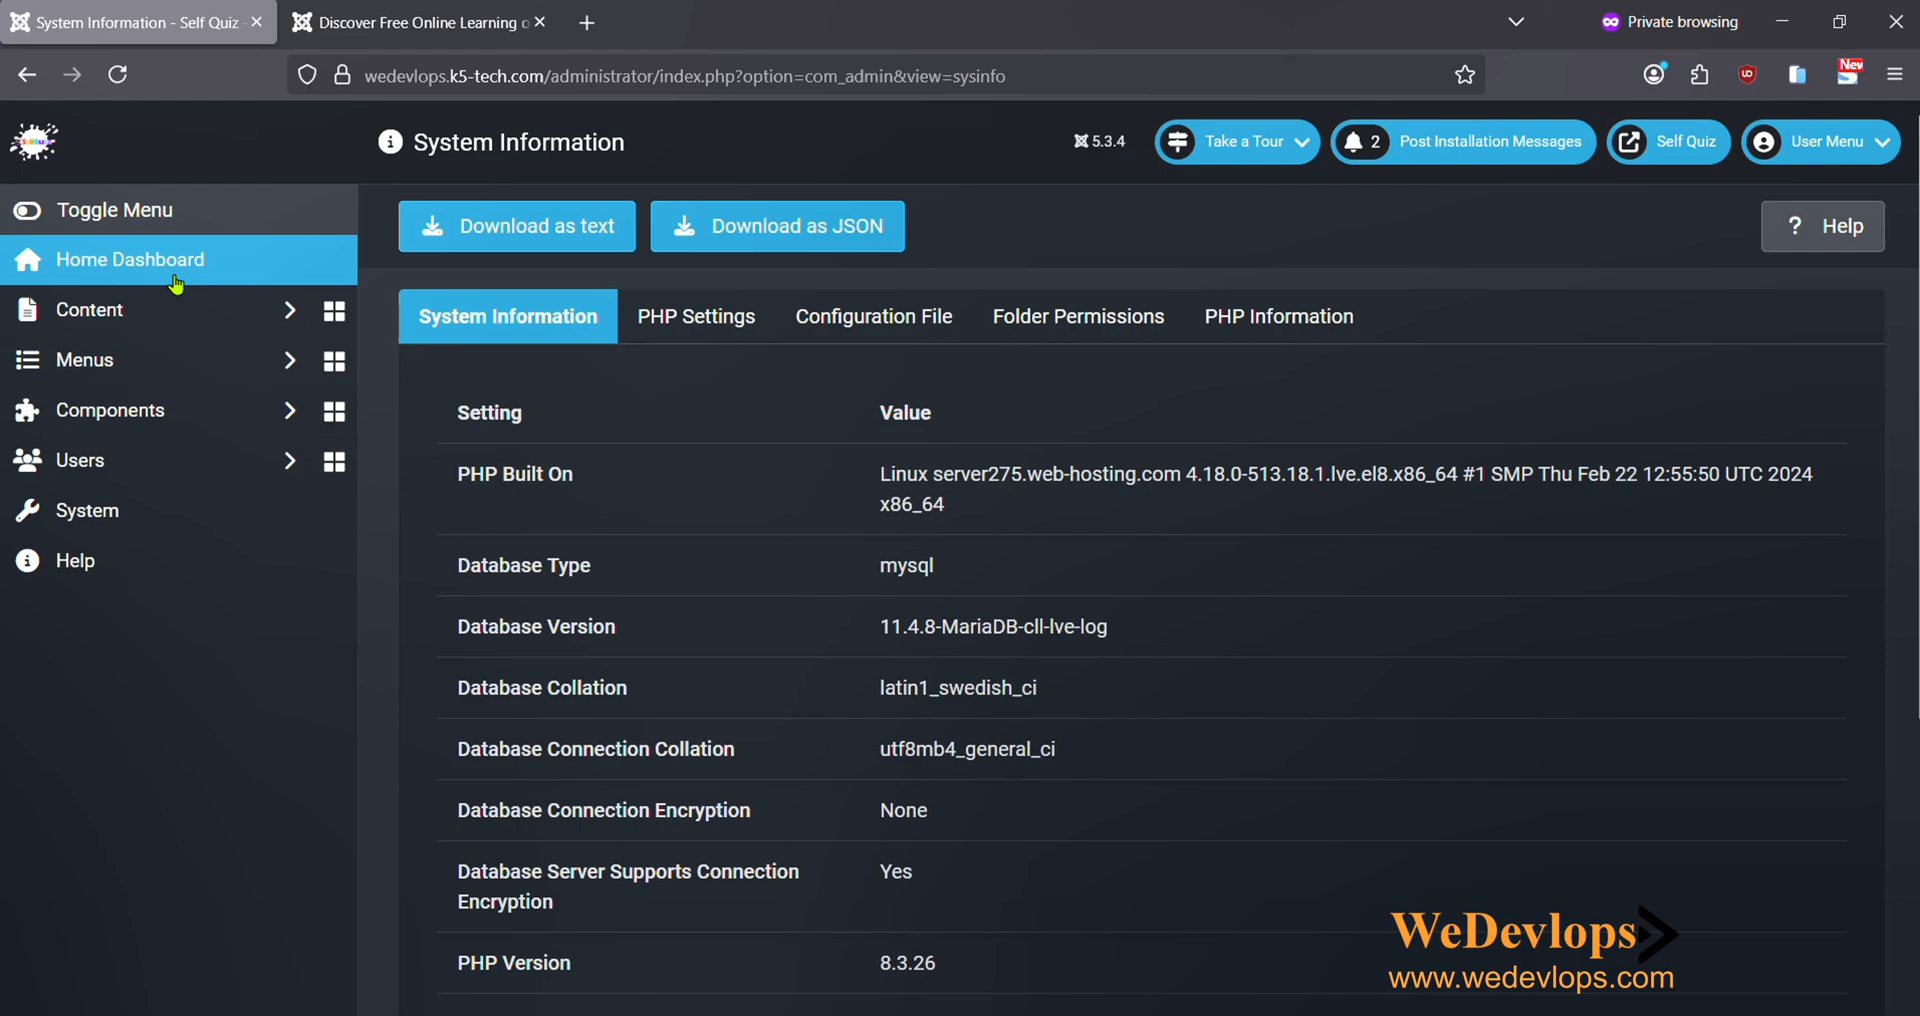 System Information - Self Quiz
Discover Free Online Learning o
Private browsing
wedevlops.k5-tech.com/administrator/index.php?option=com_admin&view=sysinfo
New
System Information
5.3.4
Take a Tour
2
Post Installation Messages
Self Quiz
User Menu
Toggle Menu
Download as text
Download as JSON
? Help
Home Dashboard
Content
Menus
Components
Users
System
Help
System Information
PHP Settings
Configuration File
Folder Permissions
PHP Information
Setting
Value
PHP Built On
Linux server275.web-hosting.com 4.18.0-513.18.1.lve.el8.x86_64 #1 SMP Thu Feb 22 12:55:50 UTC 2024
x86_64
Database Type
mysql
Database Version
11.4.8-MariaDB-cll-lve-log
Database Collation
latin1_swedish_ci
Database Connection Collation
utf8mb4_general_ci
Database Connection Encryption
None
Database Server Supports Connection
Encryption
Yes
PHP Version
8.3.26
WeDevlops
www.wedevlops.com